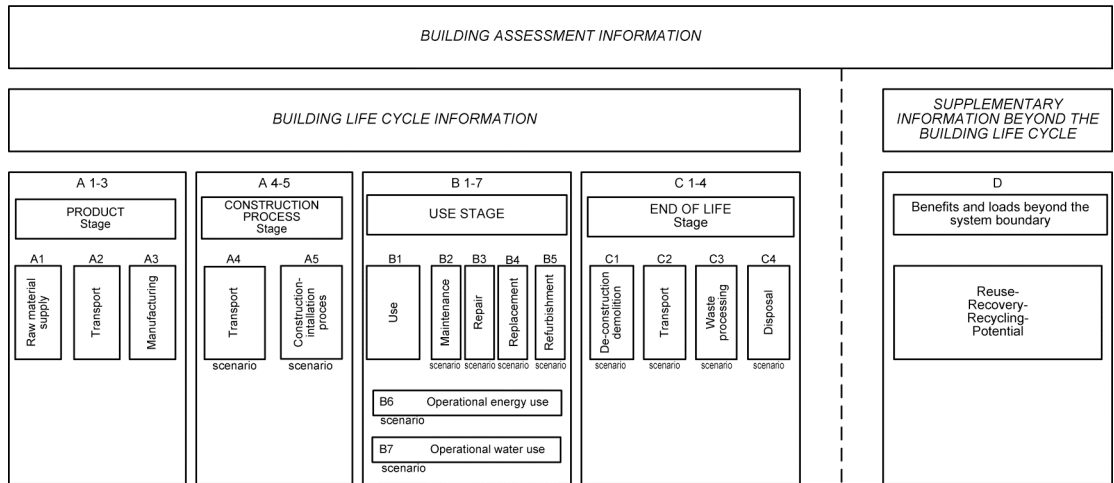 BUILDING ASSESSMENT INFORMATION
BUILDING LIFE CYCLE INFORMATION
SUPPLEMENTARY
INFORMATION BEYOND THE
BUILDING LIFE CYCLE
A 1-3
PRODUCT
Stage
A1
Raw material
supply
A2
Transport
A3
Manufacturing
A 4-5
CONSTRUCTION
PROCESS
Stage
A4
Transport
scenario
A5
Construction-
intallation
proces
scenario
B 1-7
USE STAGE
B1
Use
B2
Maintenance
scenario
B3
Repair
scenario
B4
Replacement
scenario
B5
Refurbishment
scenario
B6 Operational energy use
scenario
B7 Operational water use
scenario
C 1-4
END OF LIFE
Stage
C1
De-construction
demolition
scenario
C2
Transport
scenario
C3
Waste
processing
scenario
C4
Disposal
scenario
D
Benefits and loads beyond the
system boundary
Reuse-
Recovery-
Recycling-
Potential